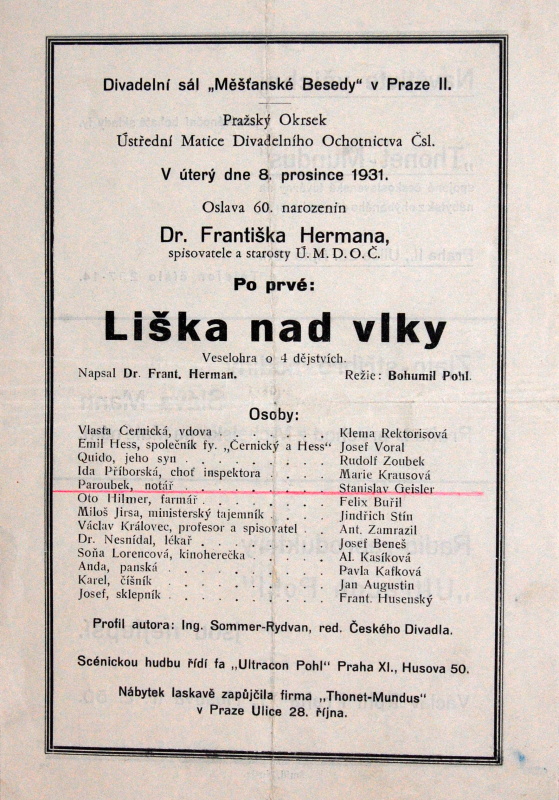 Divadelní sál „Měšťanské Besedy" v Praze II.
Pražský Okrsek
Ústřední Matice Divadelního Ochotnictva Čsl.
V úterý dne 8. prosince 1931.
Oslava 60. narozenin
Dr. Františka Hermana,
spisovatele a starosty Ú. M. D. O. Č.
Po prvé:
Liška nad vlky
Veselohra o 4 dějstvích.
Napsal Dr. Frant. Herman. Režie: Bohumil Pohl.
Osoby:
Vlasta Černická, vdova . . . . . . . . Klema Rektorisová
Emil Hess, společník fy. „Černický a Hess" Josef Voral
Quido, jeho syn . . . . . . . . Rudolf Zoubek
Ida Příborská, choť inspektora . . . . . Marie Krausová
Paroubek, notář . . . . . . . . Stanislav Geisler
Oto Hilmer, farmář . . . . . . . . Felix Buřil
Miloš Jirsa, ministerský tajemník . . . . Jindřich Stín
Václav Královec, profesor a spisovatel . . Ant. Zamrazil
Dr. Nesnídal, lékař . . . . . . . . Josef Beneš
Soňa Lorencová, kinoherečka . . . . . Al. Kasíková
Anda, panská . . . . . . . . Pavla Kafková
Karel, číšník . . . . . . . . Jan Augustin
Josef, sklepník . . . . . . . . Frant. Husenský
Profil autora: Ing. Sommer-Rydvan, red. Českého Divadla.
Scénickou hudbu řídí fa „Ultracon Pohl" Praha XI., Husova 50.
Nábytek laskavě zapůjčila firma „Thonet-Mundus"
v Praze Ulice 28. října.